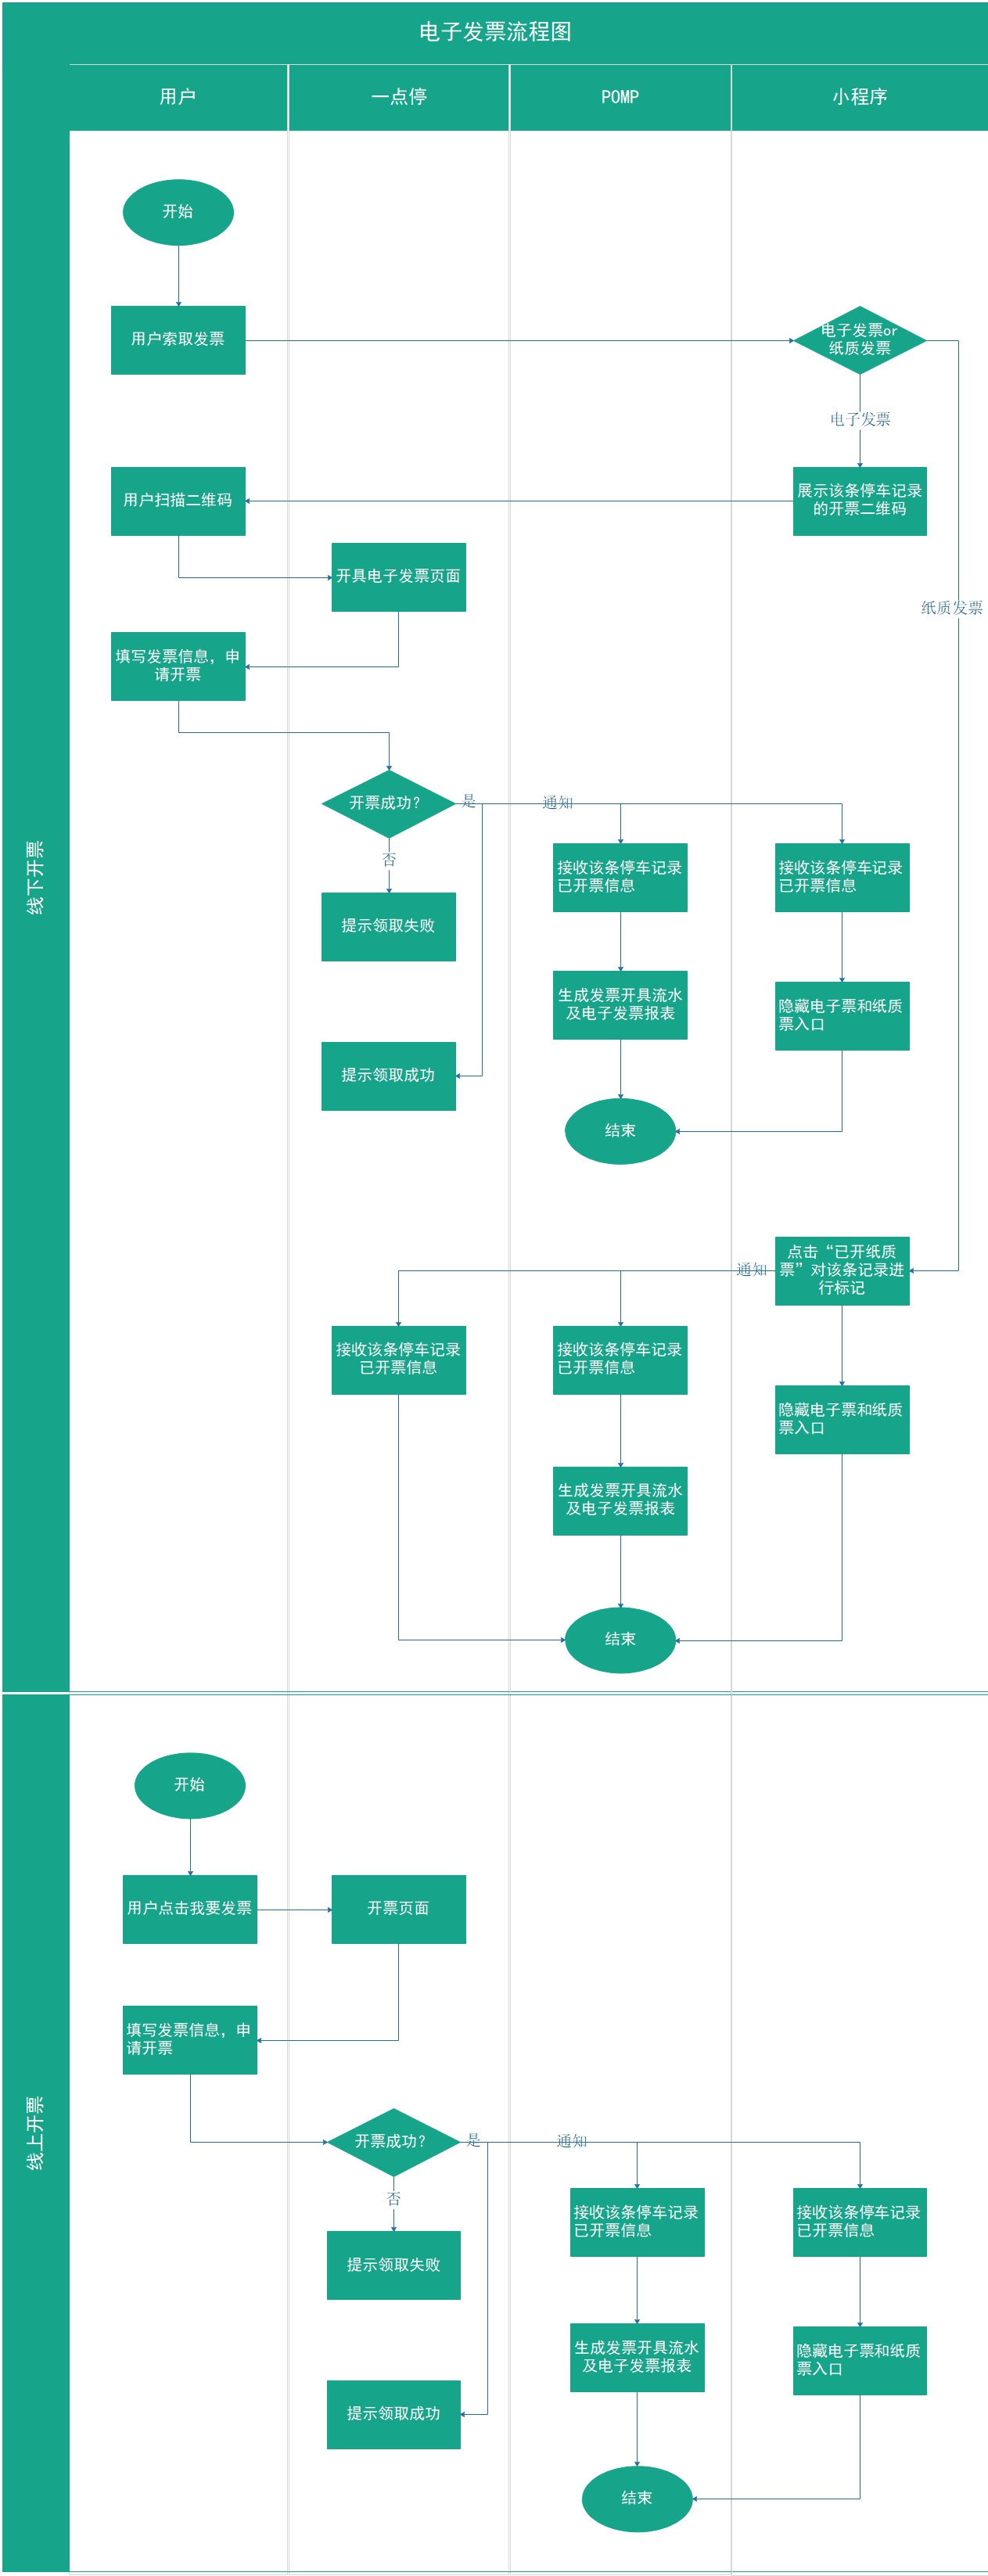 电子发票流程图
用户
一点停
POMP
小程序
线下开票
开始
用户索取发票
电子发票or
纸质发票
电子发票
用户扫描二维码
展示该条停车记录
的开票二维码
开具电子发票页面
纸质发票
填写发票信息，申
请开票
开票成功？
是
通知
否
接收该条停车记录
已开票信息
接收该条停车记录
已开票信息
提示领取失败
生成发票开具流水
及电子发票报表
隐藏电子票和纸质
票入口
提示领取成功
结束
点击“已开纸质
票”对该条记录进
行标记
通知
接收该条停车记录
已开票信息
接收该条停车记录
已开票信息
隐藏电子票和纸质
票入口
生成发票开具流水
及电子发票报表
结束
线上开票
开始
用户点击我要发票
开票页面
填写发票信息，申
请开票
开票成功？
是
通知
否
接收该条停车记录
已开票信息
接收该条停车记录
已开票信息
提示领取失败
生成发票开具流水
及电子发票报表
隐藏电子票和纸质
票入口
提示领取成功
结束